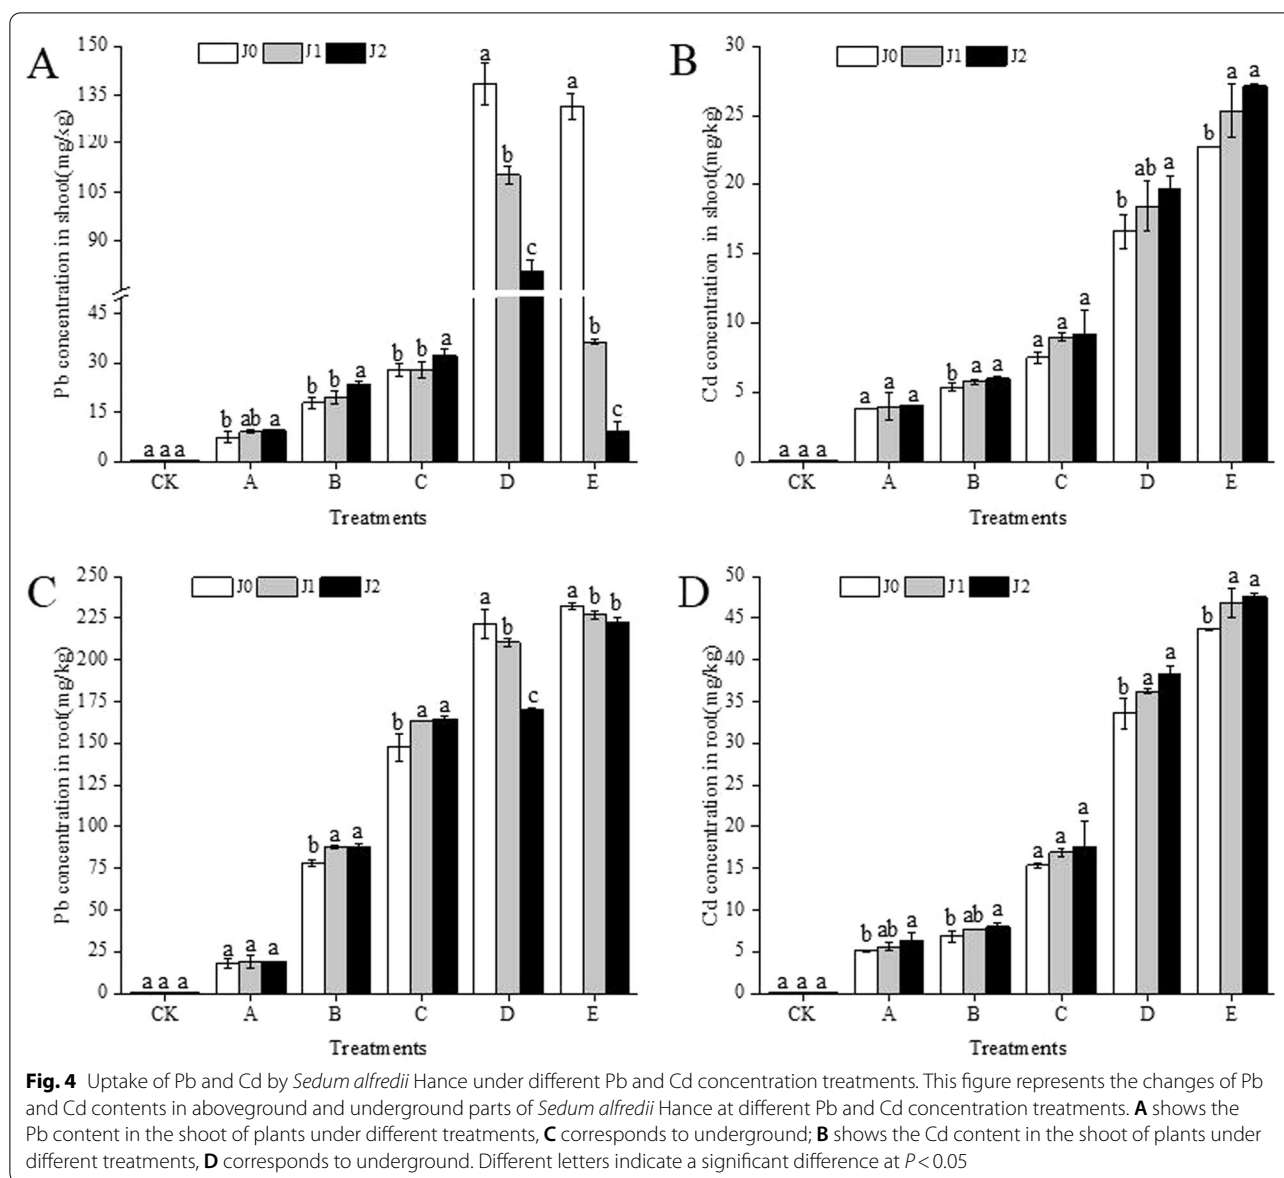 A
J0 J1 J2
Pb concentration in shoot(mg/kg)
150
135
120
105
90
45
30
15
0
a a a
b ab a
b b a
b b a
a b c
a b c
CK A B C D E
Treatments
B
J0 J1 J2
Cd concentration in shoot(mg/kg)
30
25
20
15
10
5
0
a a a
a a a
b a a
a a a
b ab a
b a a
CK A B C D E
Treatments
C
J0 J1 J2
Pb concentration in root(mg/kg)
250
225
200
175
150
125
100
75
50
25
0
a a a
a a a
b a a
b a a
a b c
a b b
CK A B C D E
Treatments
D
J0 J1 J2
Cd concentration in root(mg/kg)
50
45
40
35
30
25
20
15
10
5
0
a a a
b ab a
b ab a
a a a
b a a
b a a
CK A B C D E
Treatments
Fig. 4 Uptake of Pb and Cd by Sedum alfredii Hance under different Pb and Cd concentration treatments. This figure represents the changes of Pb
and Cd contents in aboveground and underground parts of Sedum alfredii Hance at different Pb and Cd concentration treatments. A shows the
Pb content in the shoot of plants under different treatments, C corresponds to underground; B shows the Cd content in the shoot of plants under
different treatments, D corresponds to underground. Different letters indicate a significant difference at P < 0.05